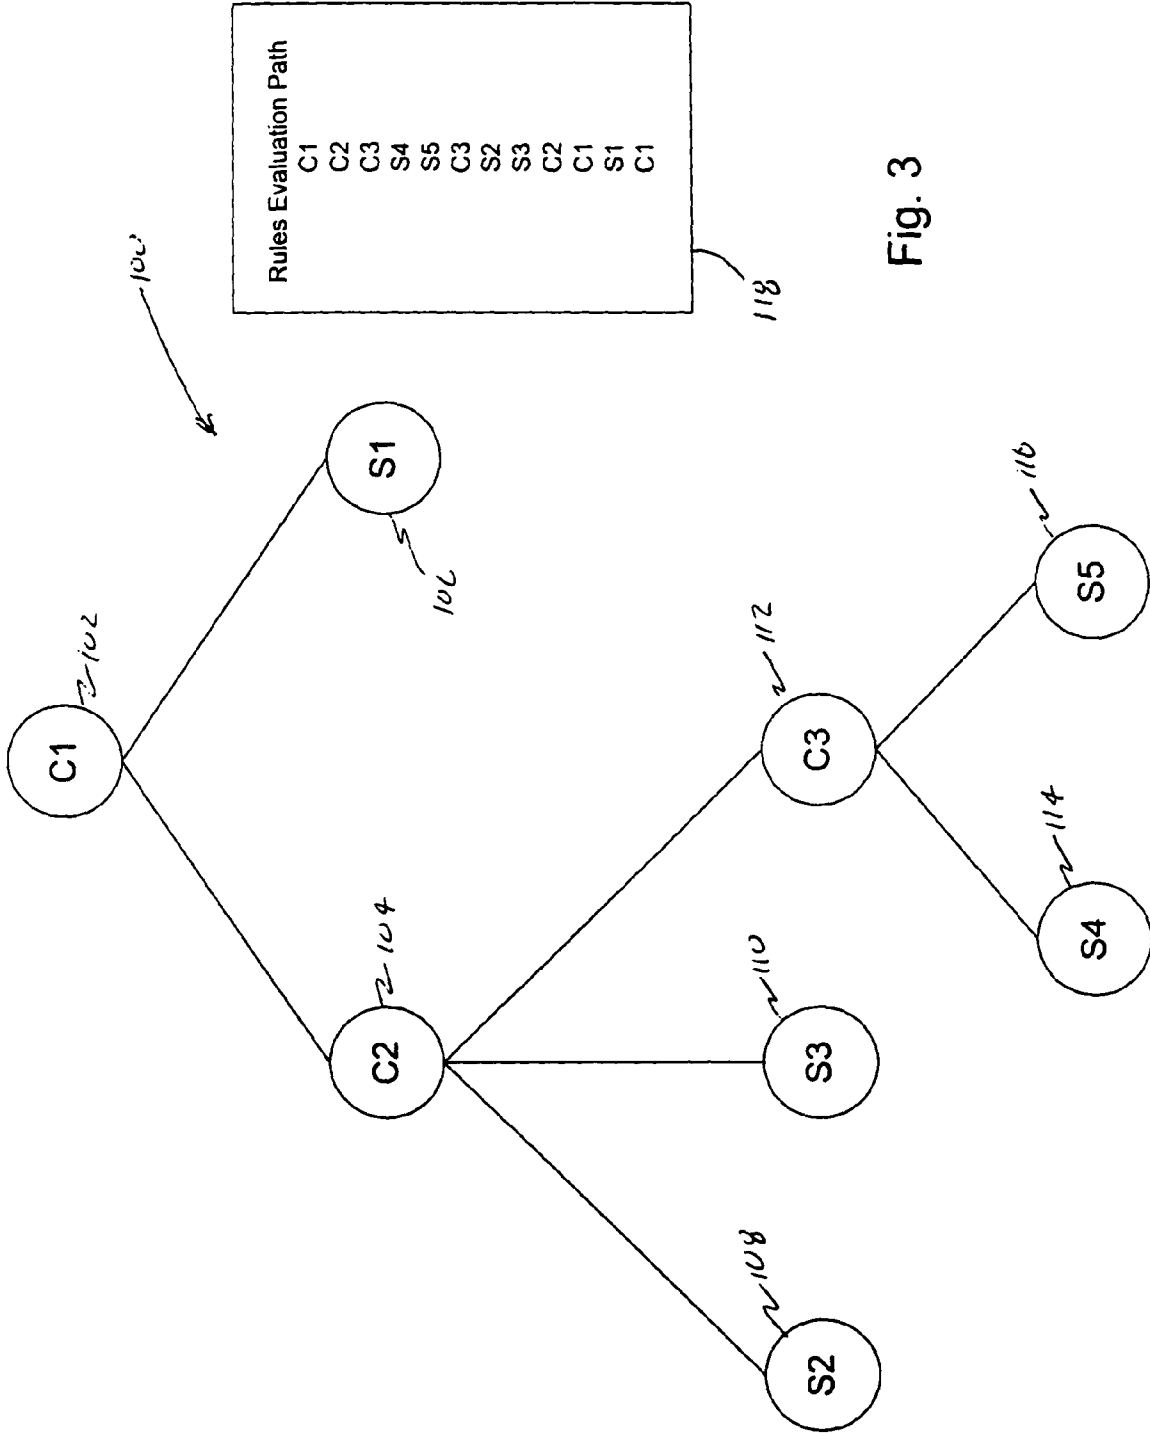 C1
102
100
C2
104
S1
106
S2
108
S3
110
C3
112
S4
114
S5
116
Rules Evaluation Path
C1
C2
C3
S4
S5
C3
S2
S3
C2
C1
S1
C1
118
Fig. 3